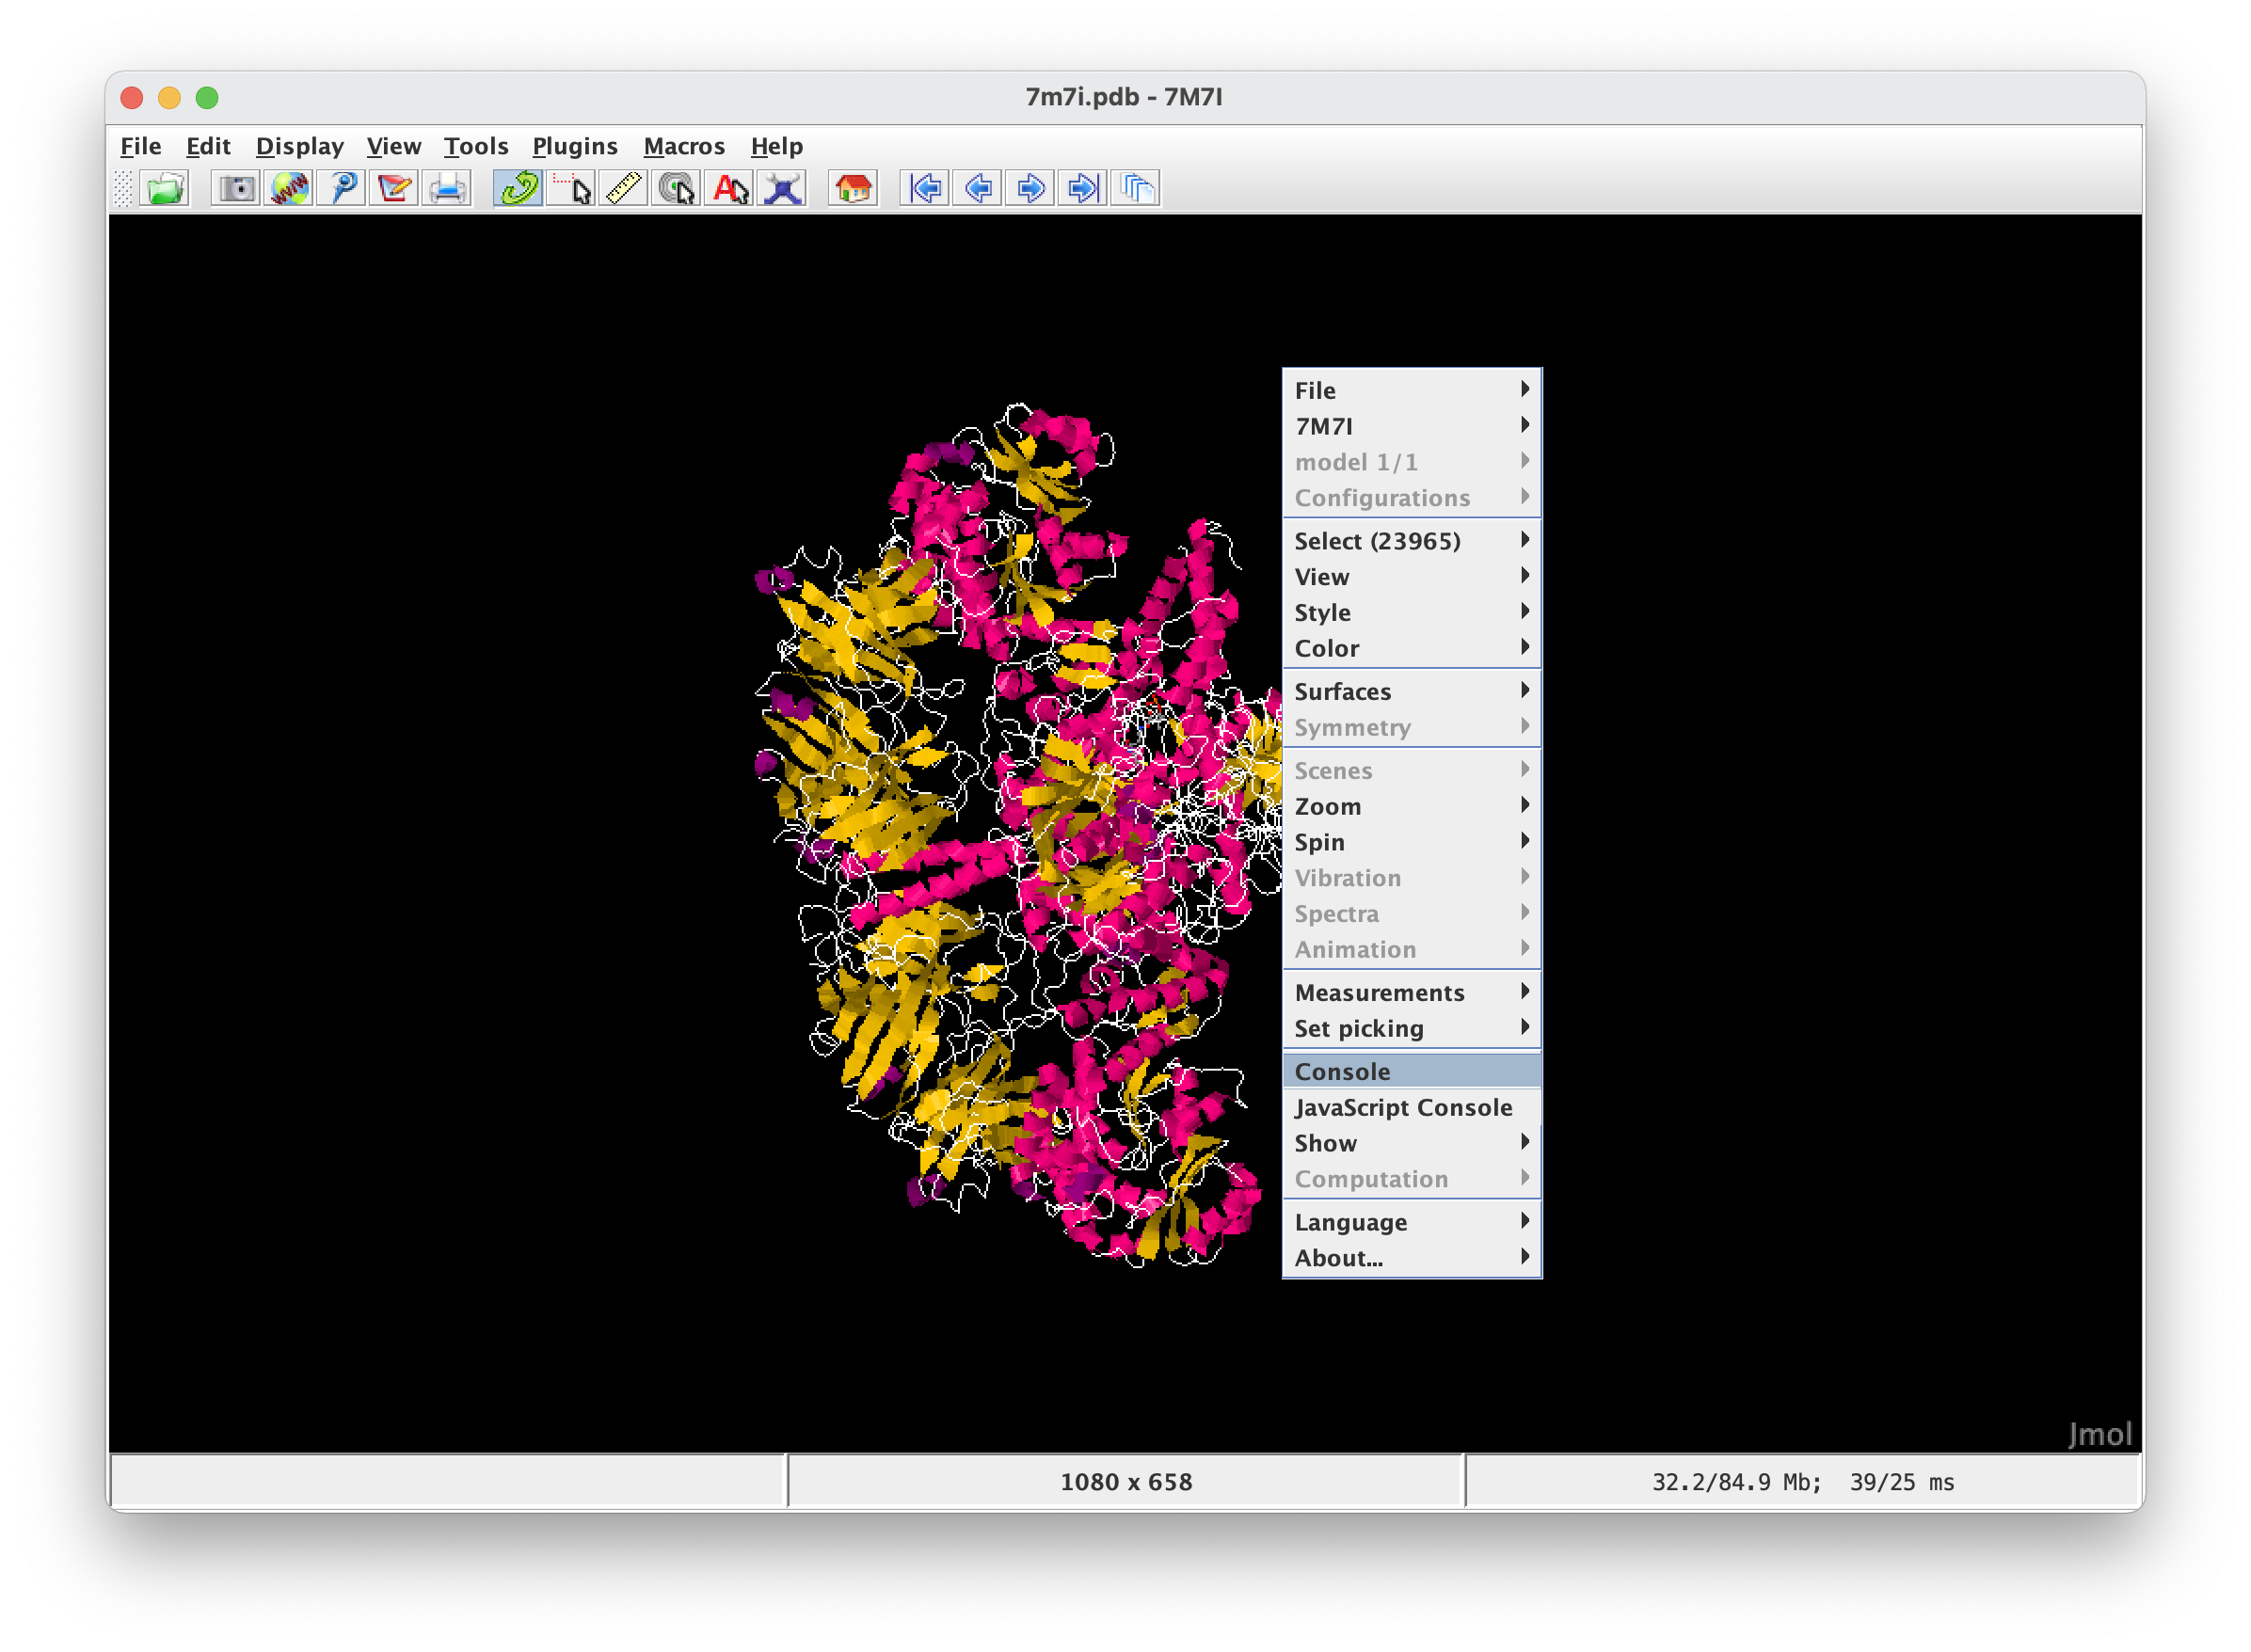 7m7i.pdb - 7M7I
File Edit Display View Tools Plugins Macros Help
WW A
File
7M7I
model 1/1
Configurations
Select (23965)
View
Style
Color
Surfaces
Symmetry
Scenes
Zoom
Spin
Vibration
Spectra
Animation
Measurements
Set picking
Console
JavaScript Console
Show
Computation
Language
About...
Jmol
1080 x 658
32.2/84.9 Mb; 39/25 ms